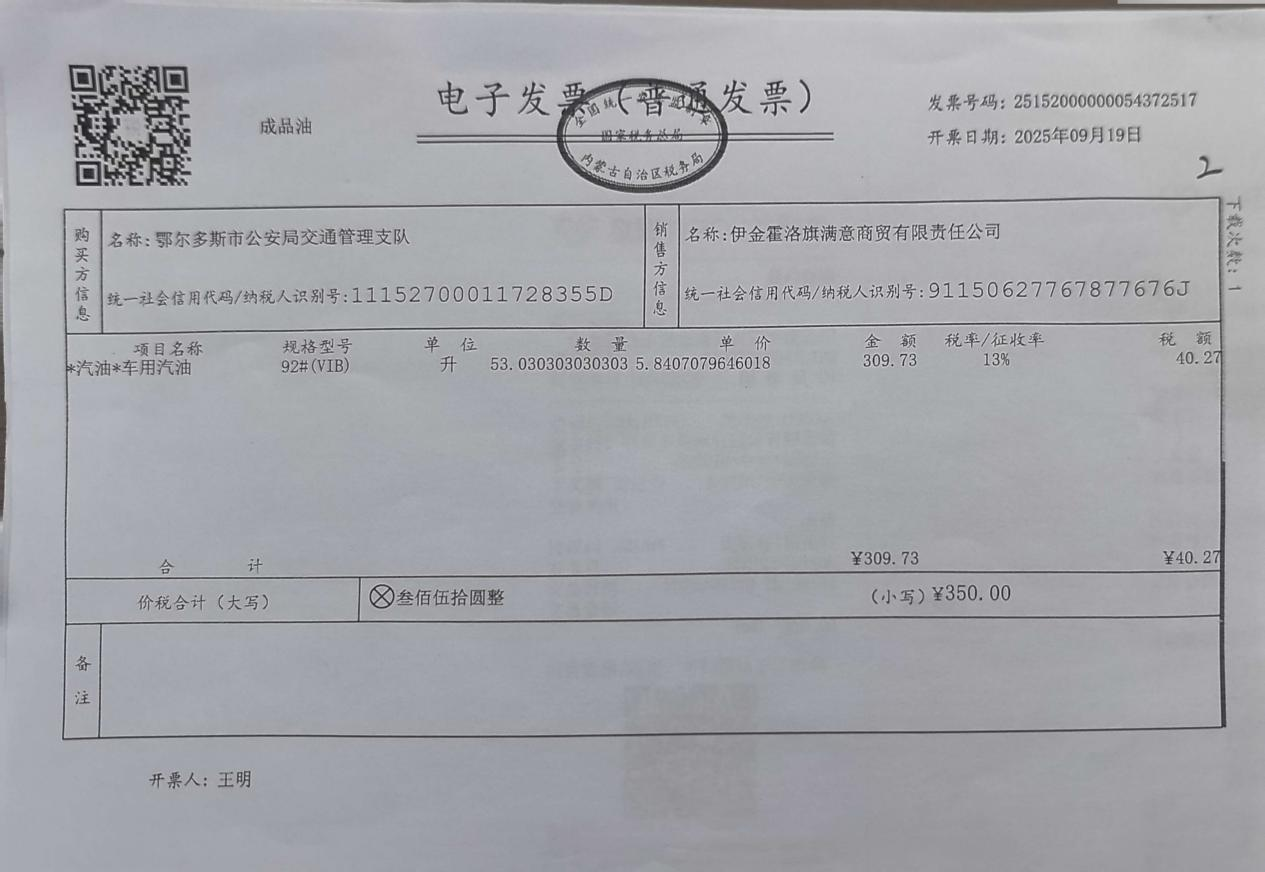 电子发票（普通发票）
成品油
全国统一发票监制章
国家税务总局
内蒙古自治区税务局
发票号码：25152000000054372517
开票日期：2025年09月19日
2
下载次数：1
购买方信息
名称：鄂尔多斯市公安局交通管理支队
统一社会信用代码/纳税人识别号：11152700011728355D
销售方信息
名称：伊金霍洛旗满意商贸有限责任公司
统一社会信用代码/纳税人识别号：91150627767877676J
项目名称 规格型号 单位 数量 单价 金额 税率/征收率 税额
*汽油*车用汽油 92#(VIB) 升 53.030303030303 5.8407079646018 309.73 13% 40.27
合计 ¥309.73 ¥40.27
价税合计（大写） ⊗叁佰伍拾圆整 （小写）¥350.00
备注
开票人：王明